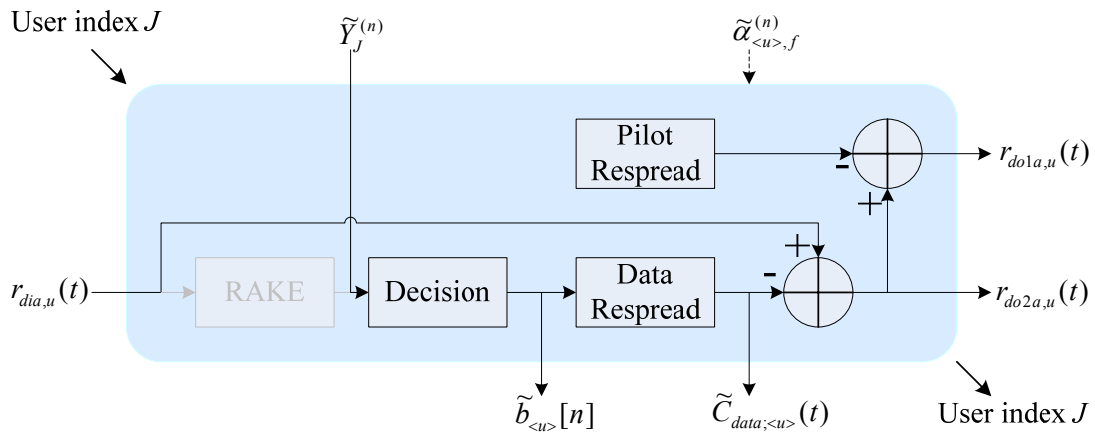 User index J
Ỹ_J^(n)
α̃_<u>,f^(n)
Pilot
Respread
-
+
r_do1a,u(t)
+
r_dia,u(t)
RAKE
Decision
Data
Respread
-
r_do2a,u(t)
b̃_<u>[n]
C̃_data;<u>(t)
User index J